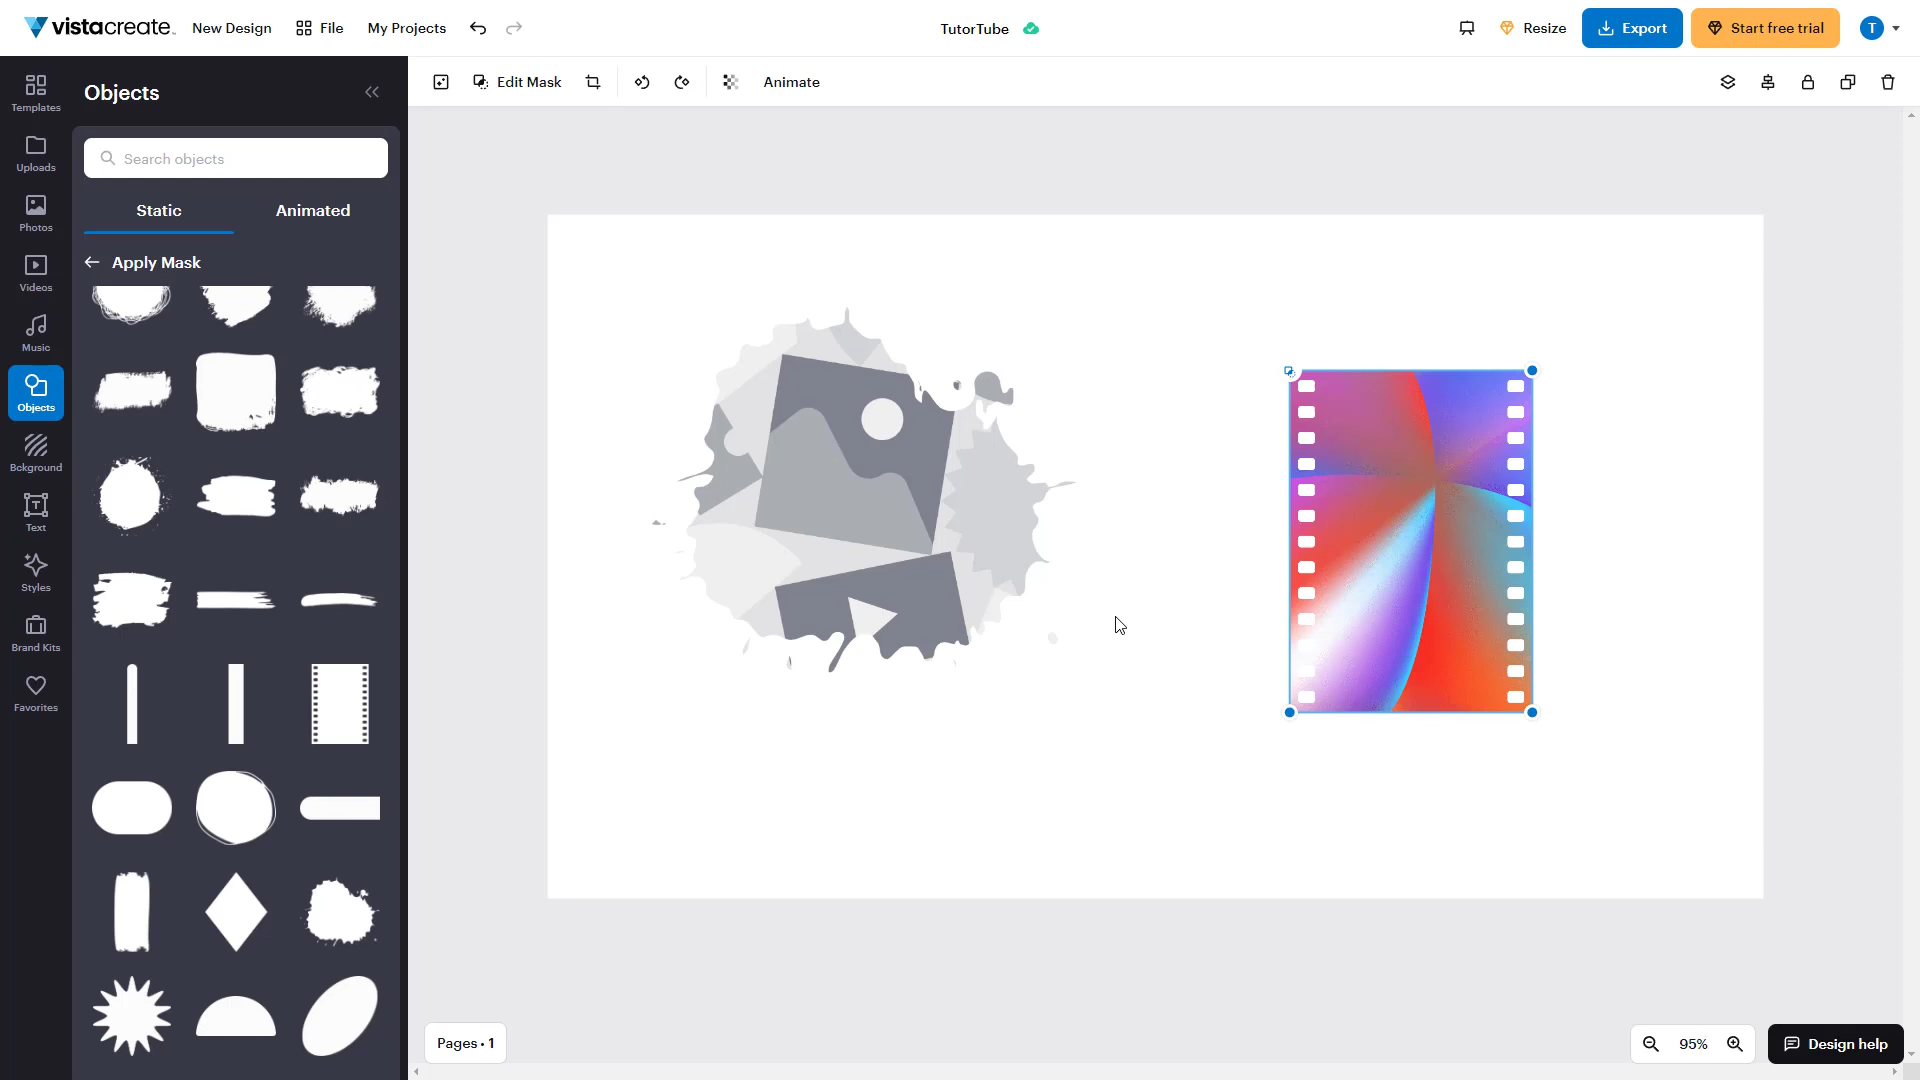 vistacreate New Design File My Projects TutorTube Resize Export Start free trial T
Templates
Uploads
Photos
Videos
Music
Objects
Bckground
Text
Styles
Brand Kits
Favorites
Objects
Search objects
Static Animated
Apply Mask
Edit Mask Animate
Pages • 1
95%
Design help